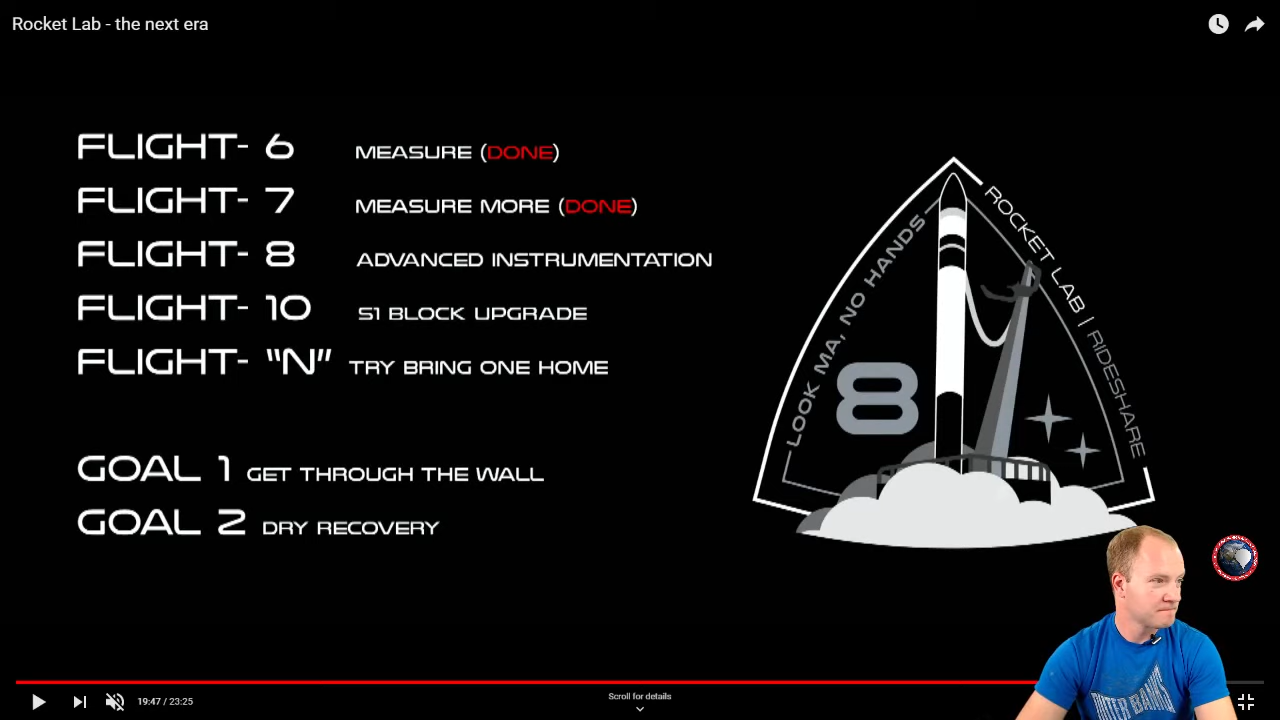 Rocket Lab - the next era
FLIGHT- 6 MEASURE (DONE)
FLIGHT- 7 MEASURE MORE (DONE)
FLIGHT- 8 ADVANCED INSTRUMENTATION
FLIGHT- 10 S1 BLOCK UPGRADE
FLIGHT- "N" TRY BRING ONE HOME
GOAL 1 GET THROUGH THE WALL
GOAL 2 DRY RECOVERY
LOOK MA, NO HANDS
ROCKET LAB | RIDESHARE
8
19:47 / 23:25
Scroll for details